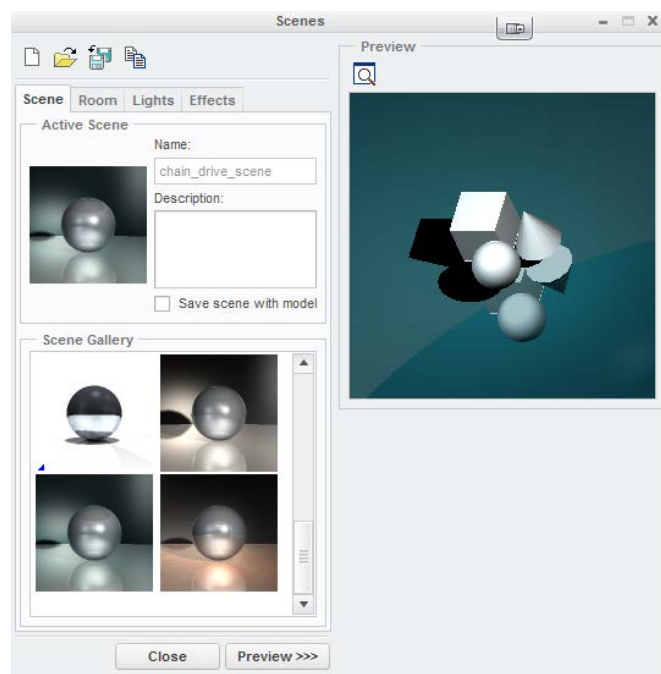 Scenes
Preview
Scene Room Lights Effects
Active Scene
Name:
chain_drive_scene
Description:
Save scene with model
Scene Gallery
Close Preview >>>